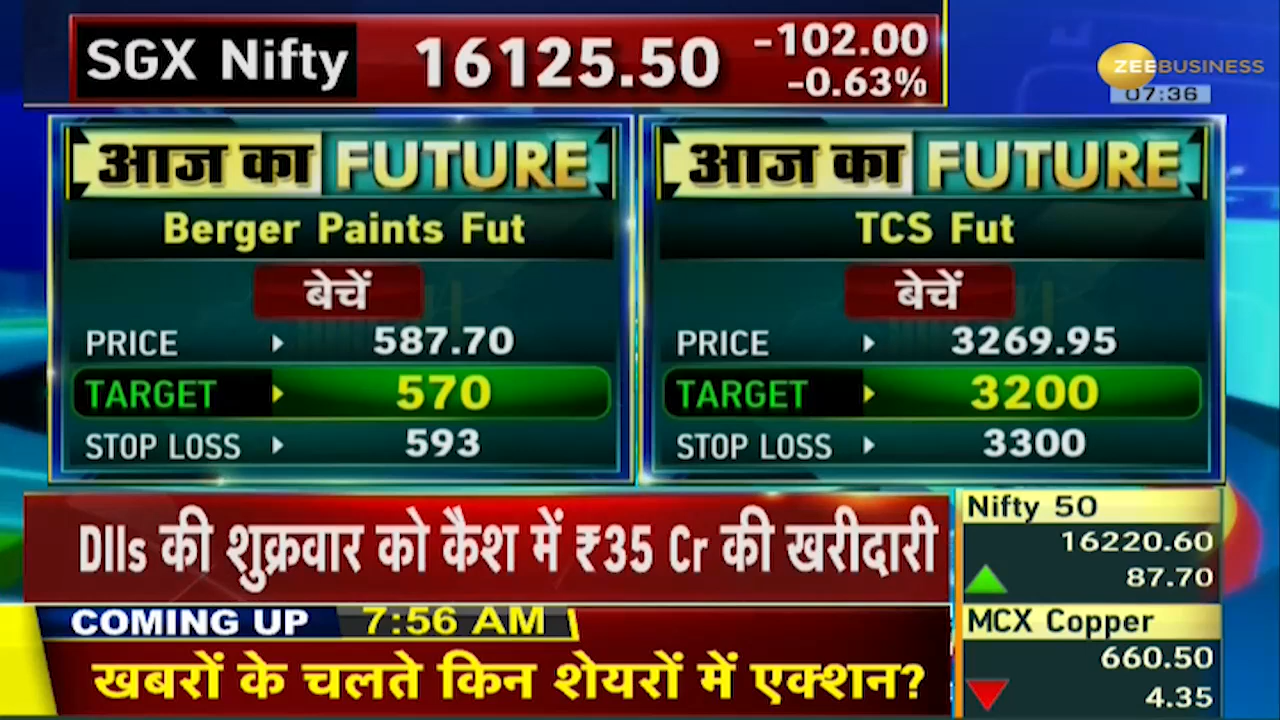 SGX Nifty 16125.50 -102.00
-0.63%
ZEEBUSINESS
07:36
आज का FUTURE
Berger Paints Fut
बेचें
PRICE 587.70
TARGET 570
STOP LOSS 593
आज का FUTURE
TCS Fut
बेचें
PRICE 3269.95
TARGET 3200
STOP LOSS 3300
DIIs की शुक्रवार को कैश में ₹35 Cr की खरीदारी
COMING UP 7:56 AM
खबरों के चलते किन शेयरों में एक्शन?
Nifty 50
16220.60
87.70
MCX Copper
660.50
4.35